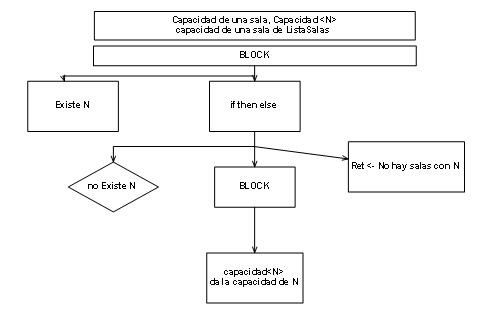 Capacidad de una sala, Capacidad <N>
capacidad de una sala de ListaSalas
BLOCK
Existe N
if then else
no Existe N
BLOCK
Ret <- No hay salas con N
capacidad<N>
da la capacidad de N